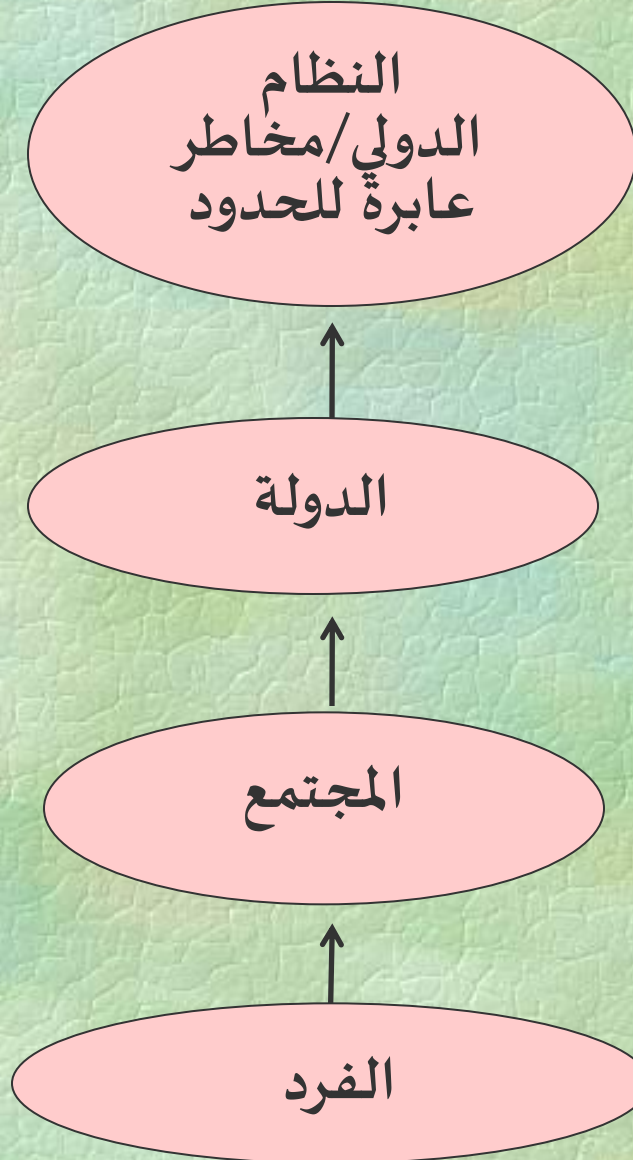 النظام
الدولي/مخاطر
عابرة للحدود
الدولة
المجتمع
الفرد